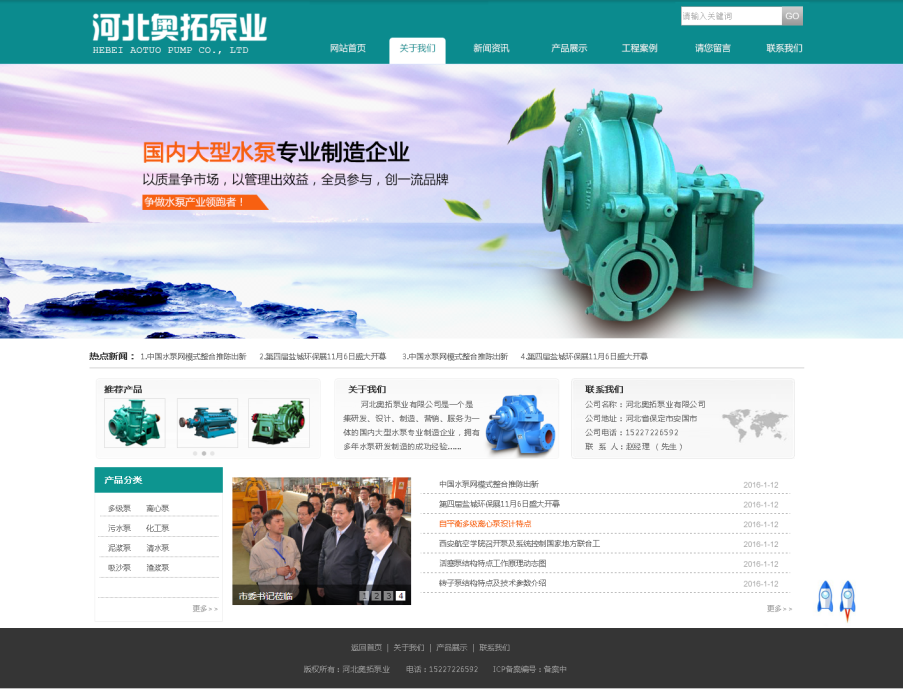 河北奥拓泵业
HEBEI AOTUO PUMP CO., LTD
请输入关键词 GO
网站首页 关于我们 新闻资讯 产品展示 工程案例 请您留言 联系我们
国内大型水泵专业制造企业
以质量争市场，以管理出效益，全员参与，创一流品牌
争做水泵产业领跑者！
热点新闻： 1.中国水泵网模式整合推陈出新 2.第四届盐城环保展11月6日盛大开幕 3.中国水泵网模式整合推陈出新 4.第四届盐城环保展11月6日盛大开幕
推荐产品
关于我们
河北奥拓泵业有限公司是一个是
集研发、设计、制造、营销、服务为一
体的国内大型水泵专业制造企业，拥有
多年水泵研发制造的成功经验......
联系我们
公司名称：河北奥拓泵业有限公司
公司地址：河北省保定市安国市
公司电话：15227226592
联 系 人：赵经理（先生）
产品分类
多级泵 离心泵
污水泵 化工泵
泥浆泵 清水泵
吸沙泵 渣浆泵
更多>>
市委书记莅临 1 2 3 4
中国水泵网模式整合推陈出新 2016-1-12
第四届盐城环保展11月6日盛大开幕 2016-1-12
自平衡多级离心泵设计特点 2016-1-12
西安航空学院召开泵及系统控制国家地方联合工 2016-1-12
活塞泵结构特点工作原理动态图 2016-1-12
转子泵结构特点及技术参数介绍 2016-1-12
更多>>
返回首页 | 关于我们 | 产品展示 | 联系我们
版权所有：河北奥拓泵业 电话：15227226592 ICP备案编号：备案中